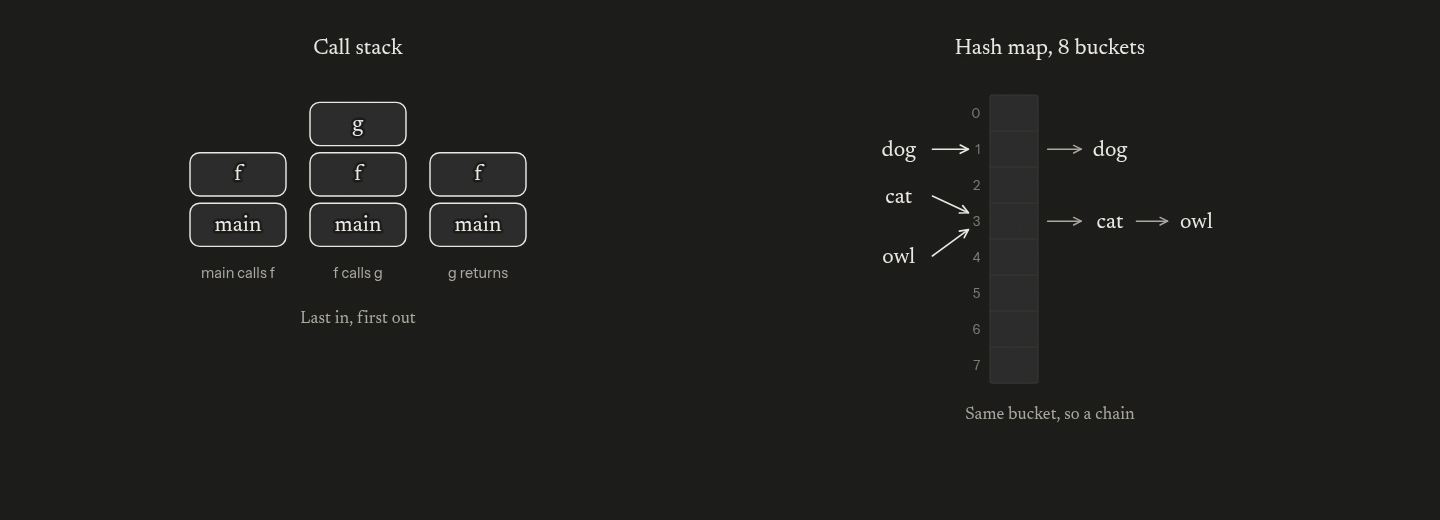 Call stack
g
f
f
f
main
main
main
main calls f
f calls g
g returns
Last in, first out
Hash map, 8 buckets
0
dog
1
dog
2
cat
3
cat
owl
owl
4
5
6
7
Same bucket, so a chain